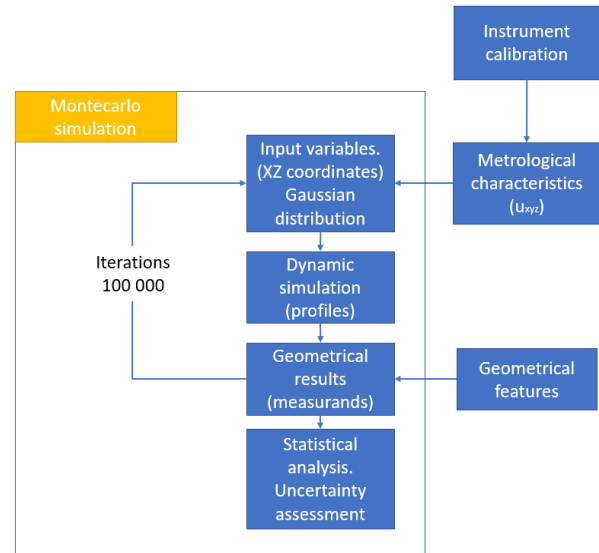 Instrument
calibration
Montecarlo
simulation
Input variables.
(XZ coordinates)
Gaussian
distribution
Metrological
characteristics
(uxyz)
Iterations
100 000
Dynamic
simulation
(profiles)
Geometrical
results
(measurands)
Geometrical
features
Statistical
analysis.
Uncertainty
assessment